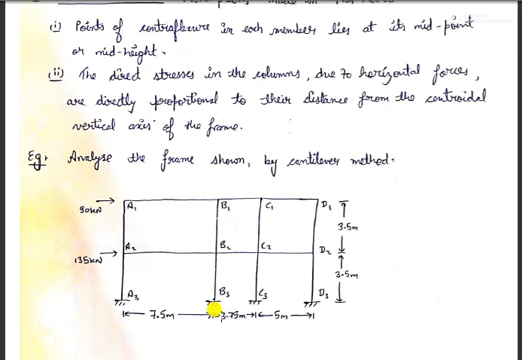 (i) Points of contraflexure in each member lies at its mid-point
or mid-height.
(ii) The direct stresses in the columns, due to horizontal forces,
are directly proportional to their distance from the centroidal
vertical axis of the frame.
Eg: Analyse the frame shown, by cantilever method:
90kN A1 B1 C1 D1
3.5m
135kN A2 B2 C2 D2
3.5m
A3 B3 C3 D3
7.5m 3.75m 5m